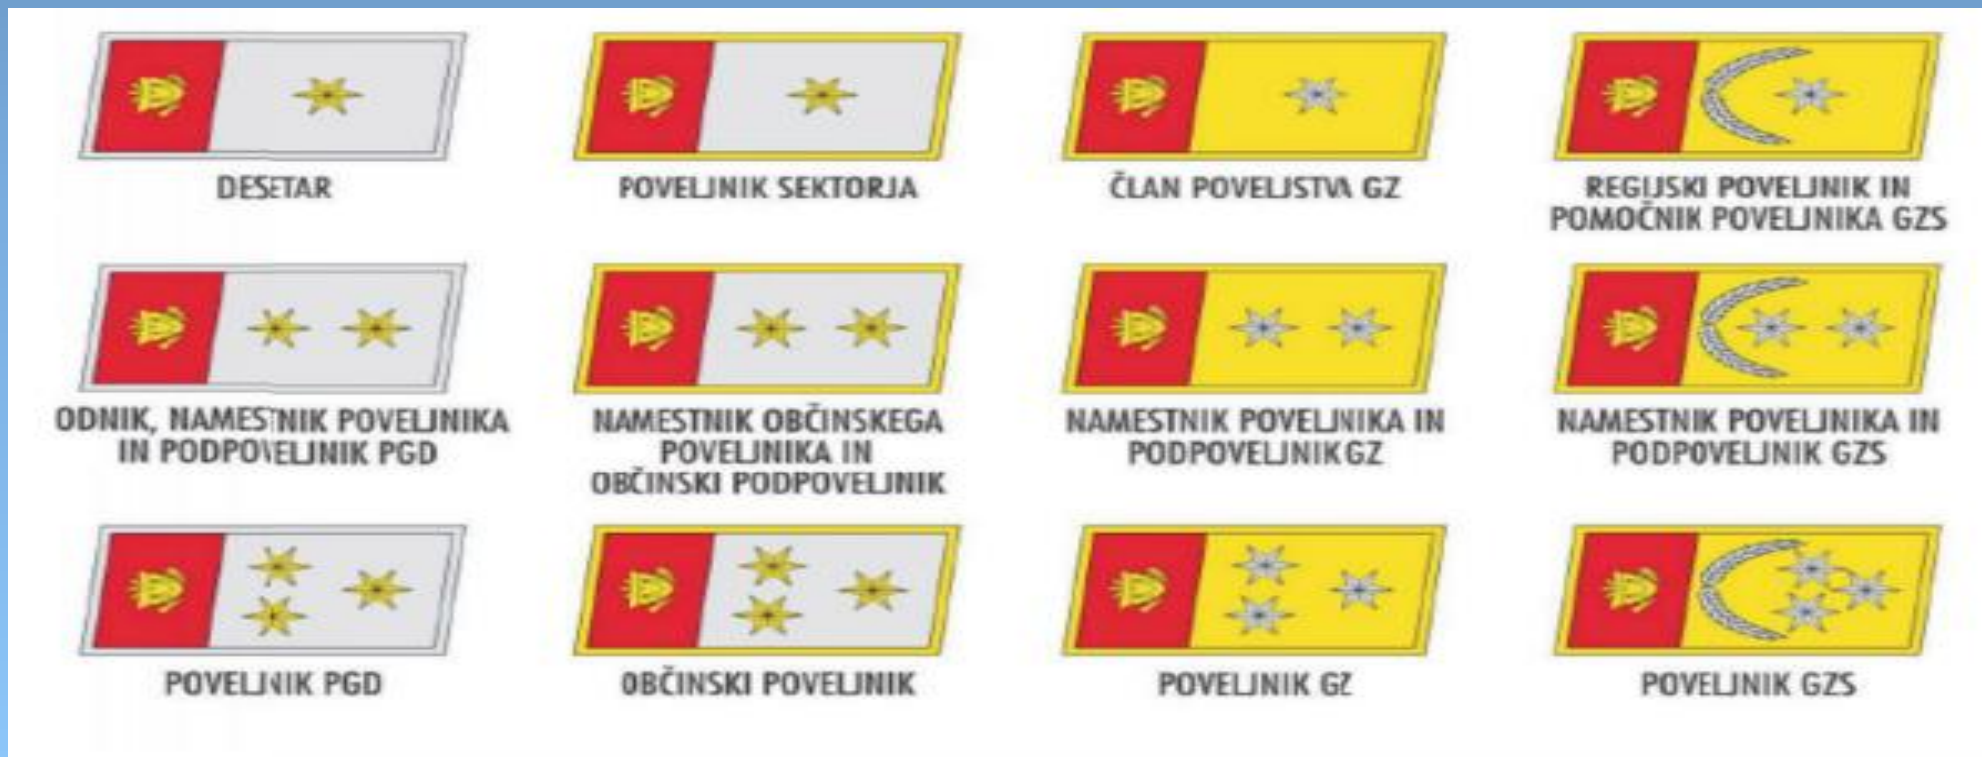 DESETAR
POVELJNIK SEKTORJA
ČLAN POVELJSTVA GZ
REGIJSKI POVELJNIK IN
POMOČNIK POVELJNIKA GZS
ODNIK, NAMESTNIK POVELJNIKA
IN PODPOVELJNIK PGD
NAMESTNIK OBČINSKEGA
POVELJNIKA IN
OBČINSKI PODPOVELJNIK
NAMESTNIK POVELJNIKA IN
PODPOVELJNIK GZ
NAMESTNIK POVELJNIKA IN
PODPOVELJNIK GZS
POVELJNIK PGD
OBČINSKI POVELJNIK
POVELJNIK GZ
POVELJNIK GZS